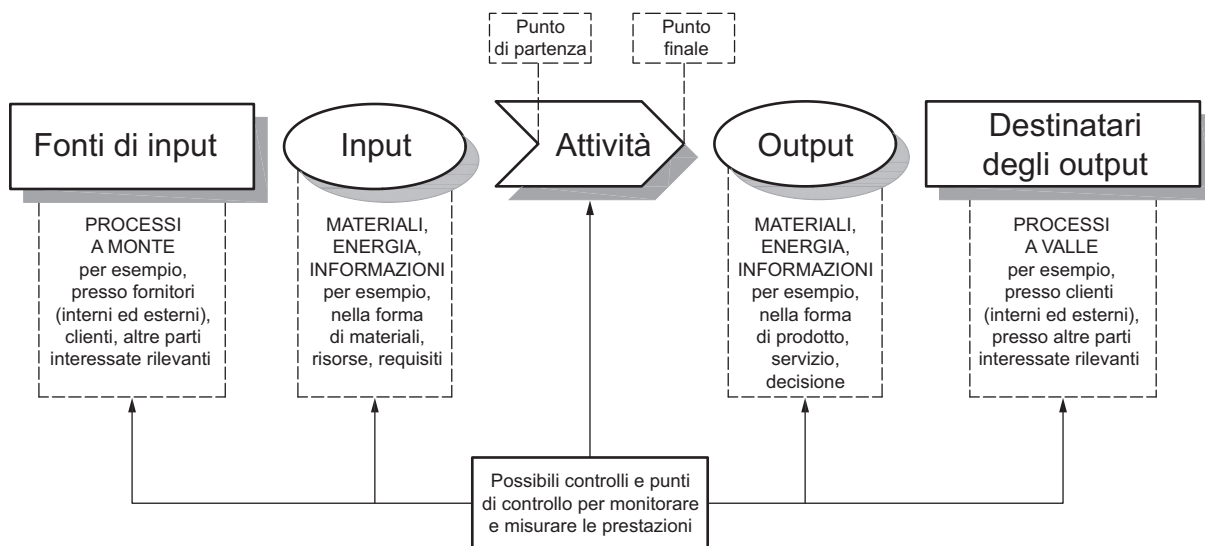 Punto
di partenza
Punto
finale
Fonti di input
Input
Attività
Output
Destinatari
degli output
PROCESSI
A MONTE
per esempio,
presso fornitori
(interni ed esterni),
clienti, altre parti
interessate rilevanti
MATERIALI,
ENERGIA,
INFORMAZIONI
per esempio,
nella forma
di materiali,
risorse, requisiti
MATERIALI,
ENERGIA,
INFORMAZIONI
per esempio,
nella forma
di prodotto,
servizio,
decisione
PROCESSI
A VALLE
per esempio,
presso clienti
(interni ed esterni),
presso altre parti
interessate rilevanti
Possibili controlli e punti
di controllo per monitorare
e misurare le prestazioni